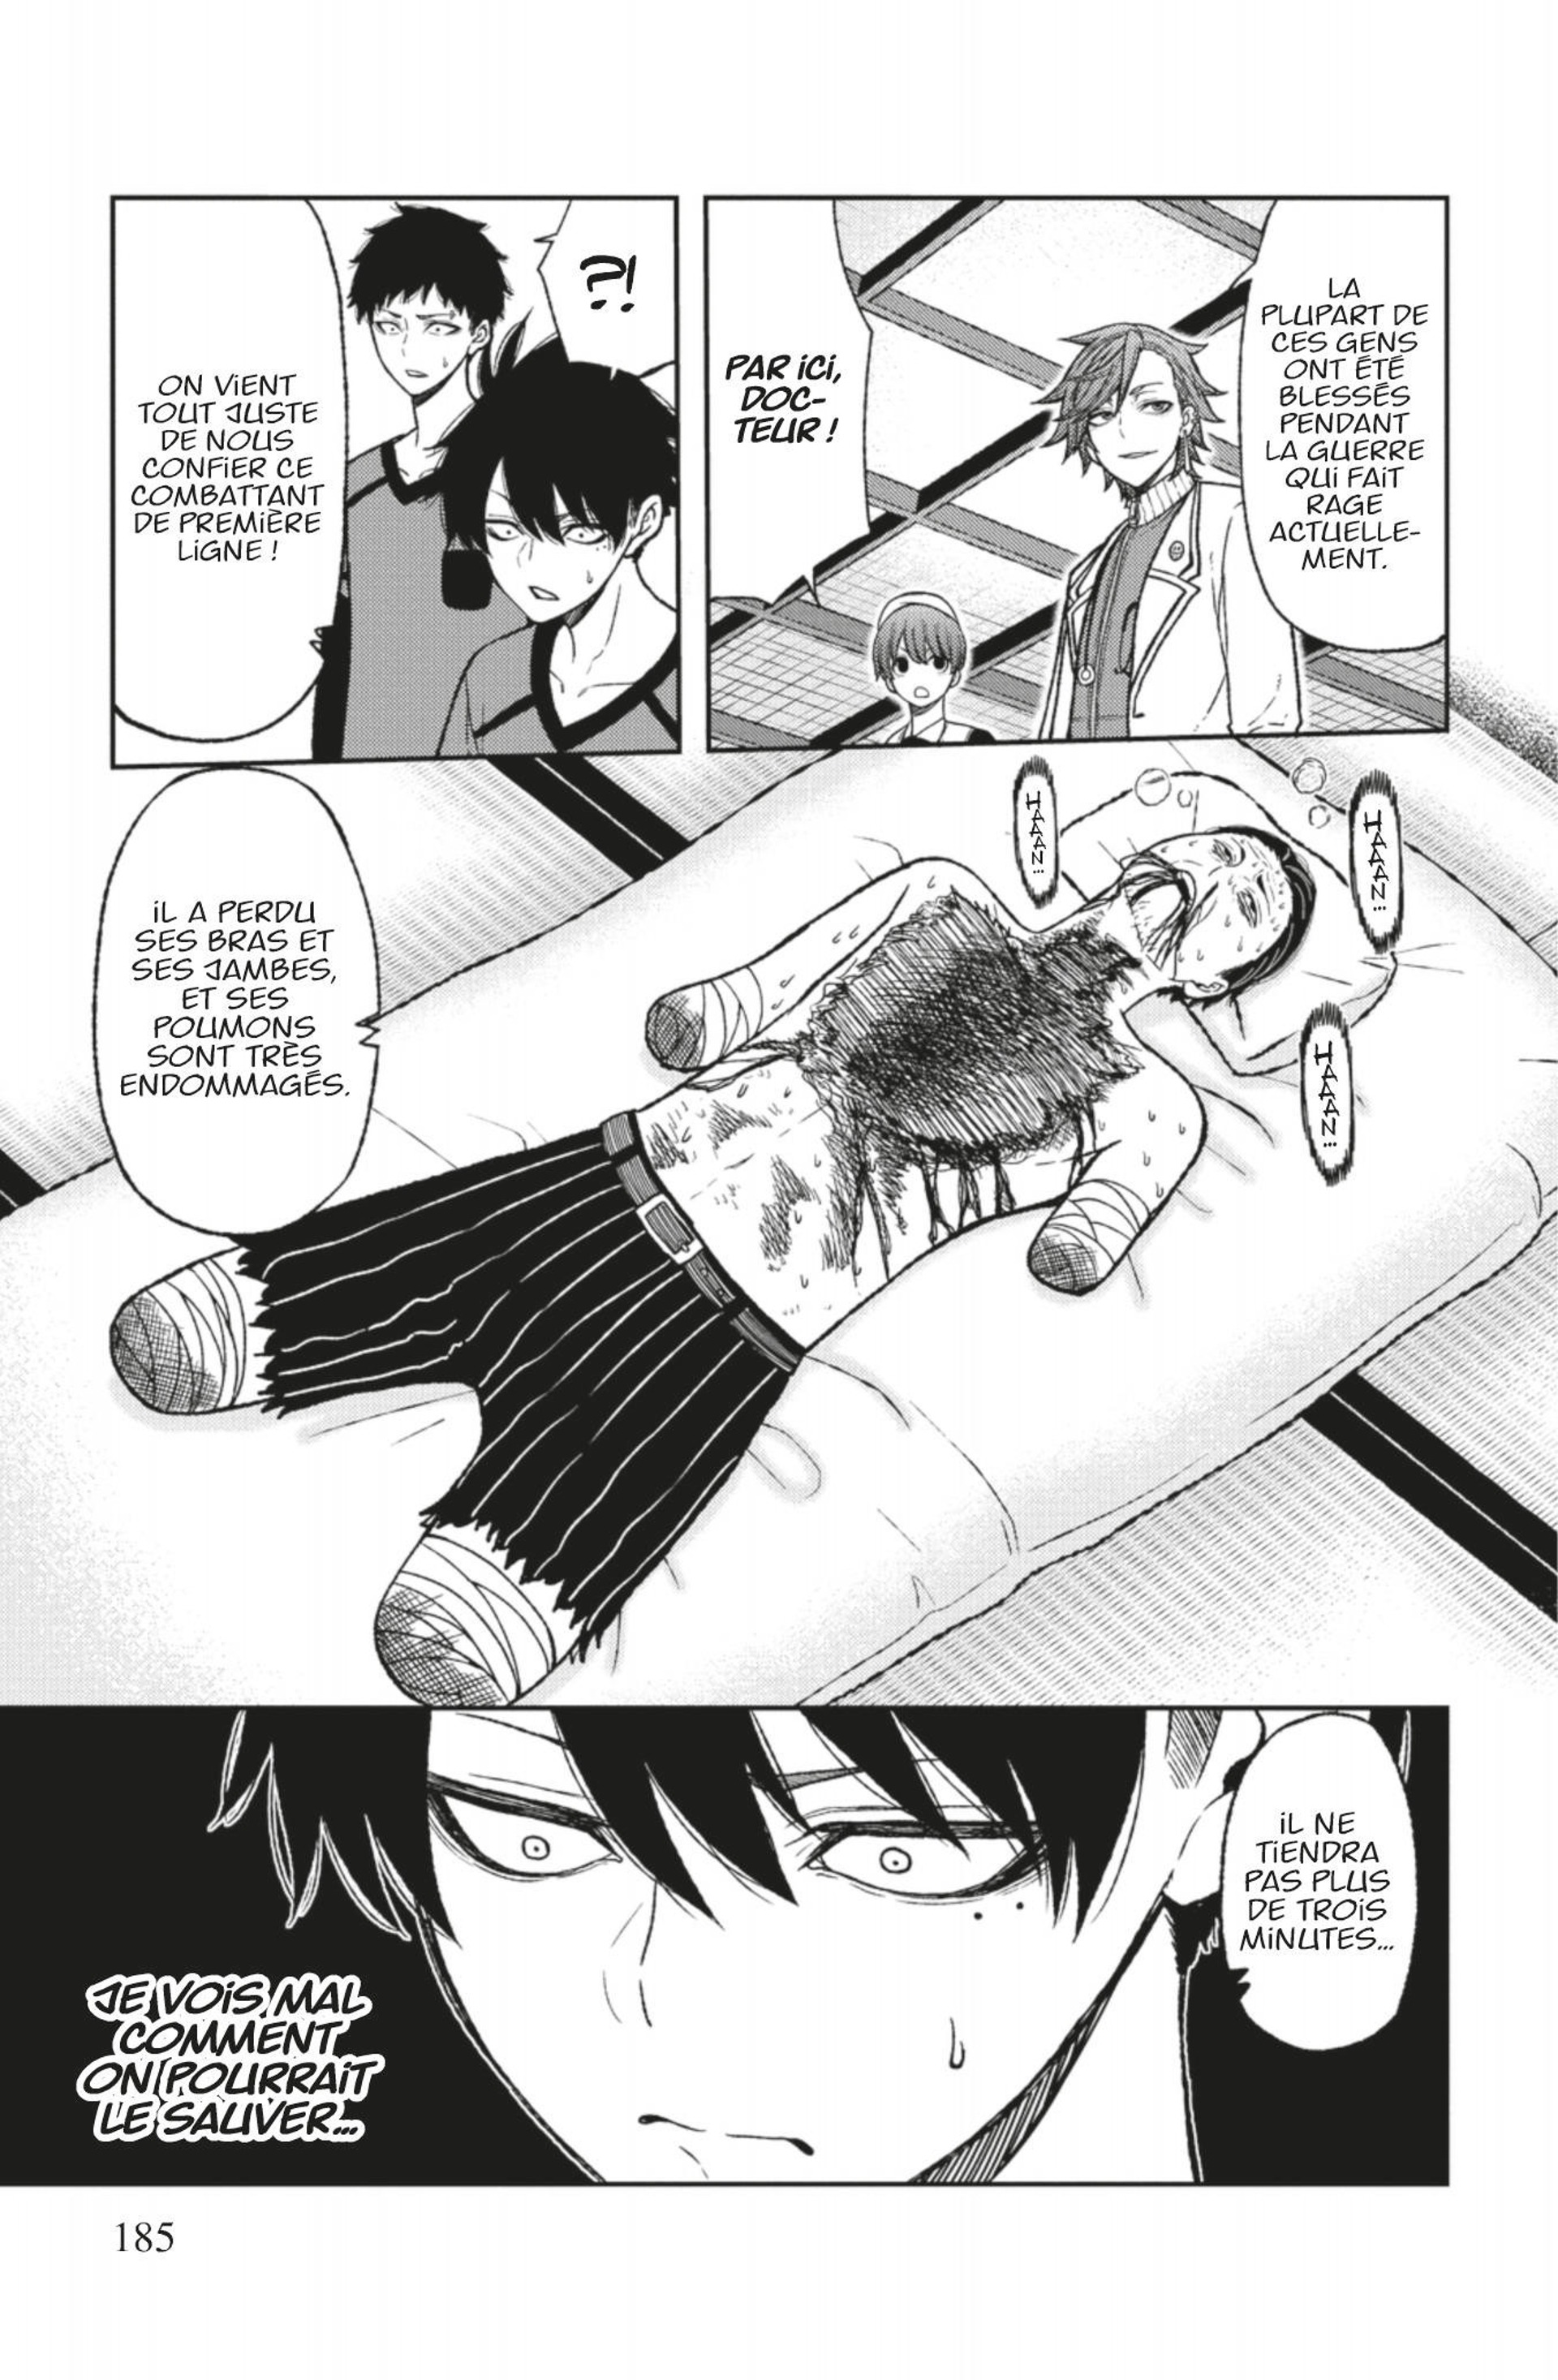 LA
PLUPART DE
CES GENS
ONT ÉTÉ
BLESSÉS
PENDANT
LA GUERRE
QUI FAIT
RAGE
ACTUELLE-
MENT.
PAR ICI,
DOC-
TEUR !
?!
ON VIENT
TOUT JUSTE
DE NOUS
CONFIER CE
COMBATTANT
DE PREMIÈRE
LIGNE !
HAAAN...
HAAAN...
HAAAN...
IL A PERDU
SES BRAS ET
SES JAMBES,
ET SES
POUMONS
SONT TRÈS
ENDOMMAGÉS.
IL NE
TIENDRA
PAS PLUS
DE TROIS
MINUTES...
JE VOIS MAL
COMMENT
ON POURRAIT
LE SAUVER...
185